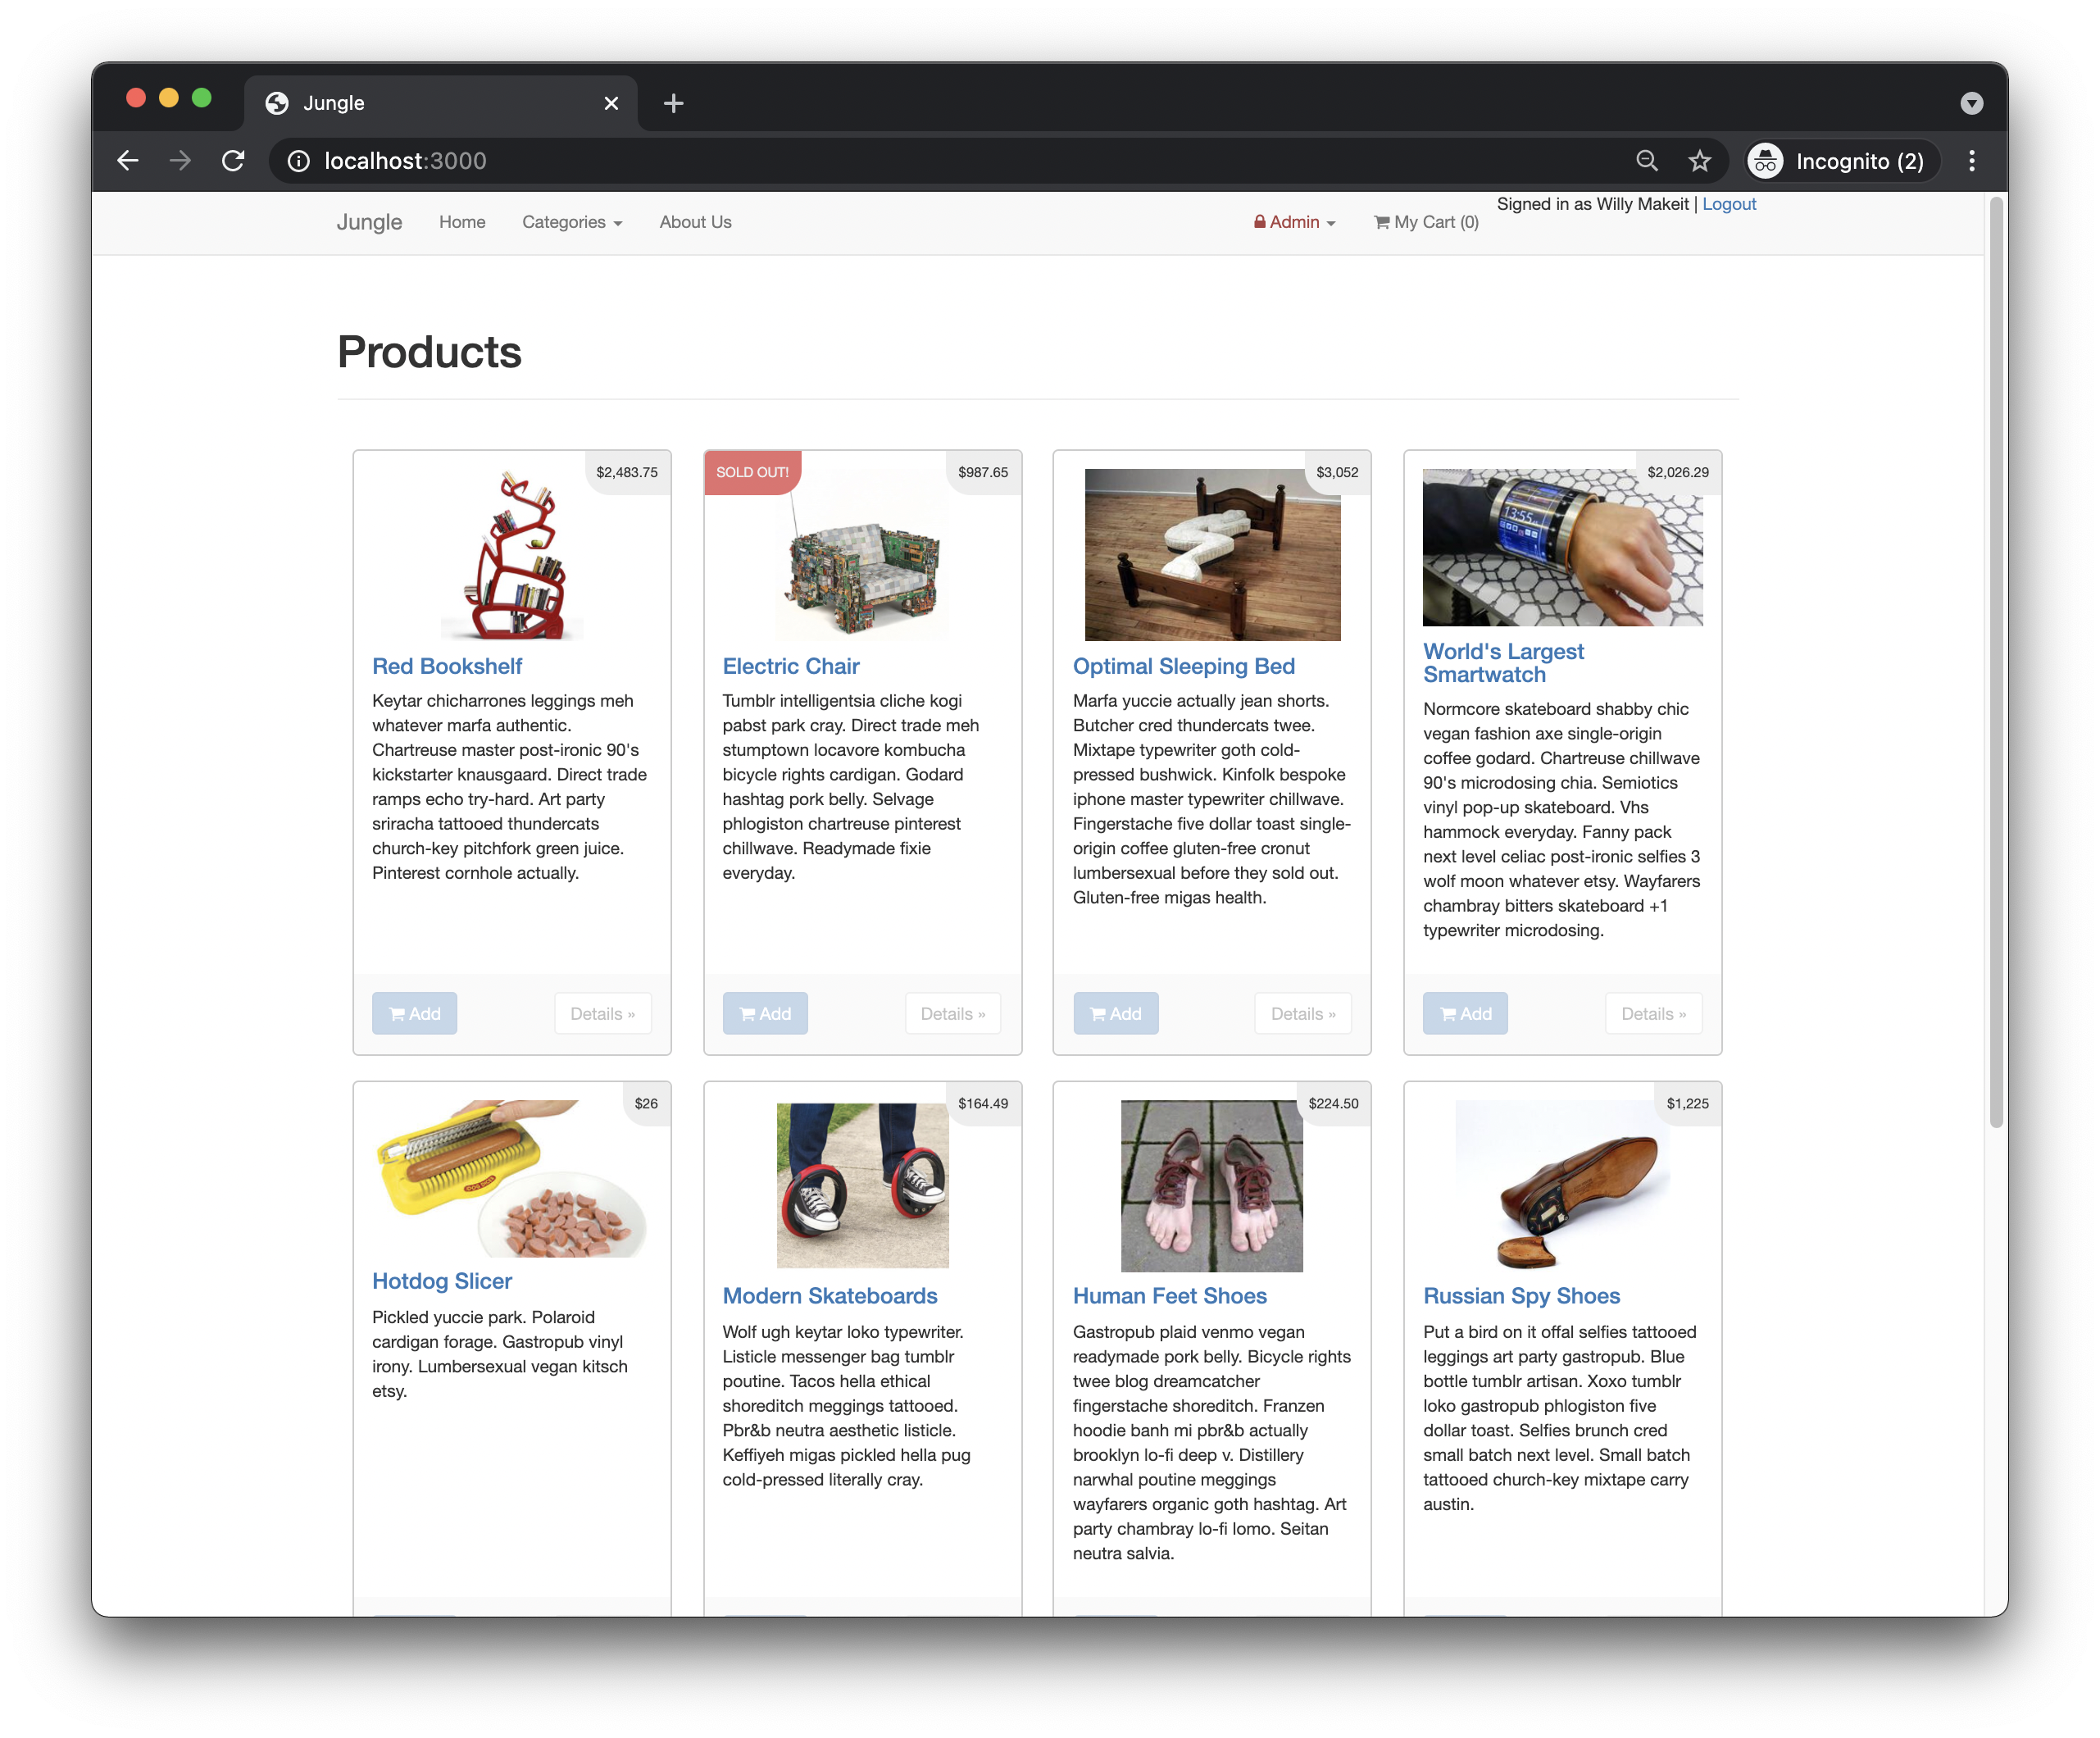 Jungle
localhost:3000
Incognito (2)
Jungle Home Categories About Us Admin My Cart (0) Signed in as Willy Makeit | Logout
Products
$2,483.75
Red Bookshelf
Keytar chicharrones leggings meh
whatever marfa authentic.
Chartreuse master post-ironic 90's
kickstarter knausgaard. Direct trade
ramps echo try-hard. Art party
sriracha tattooed thundercats
church-key pitchfork green juice.
Pinterest cornhole actually.
Add Details »
SOLD OUT! $987.65
Electric Chair
Tumblr intelligentsia cliche kogi
pabst park cray. Direct trade meh
stumptown locavore kombucha
bicycle rights cardigan. Godard
hashtag pork belly. Selvage
phlogiston chartreuse pinterest
chillwave. Readymade fixie
everyday.
Add Details »
$3,052
Optimal Sleeping Bed
Marfa yuccie actually jean shorts.
Butcher cred thundercats twee.
Mixtape typewriter goth cold-
pressed bushwick. Kinfolk bespoke
iphone master typewriter chillwave.
Fingerstache five dollar toast single-
origin coffee gluten-free cronut
lumbersexual before they sold out.
Gluten-free migas health.
Add Details »
$2,026.29
13:55
World's Largest
Smartwatch
Normcore skateboard shabby chic
vegan fashion axe single-origin
coffee godard. Chartreuse chillwave
90's microdosing chia. Semiotics
vinyl pop-up skateboard. Vhs
hammock everyday. Fanny pack
next level celiac post-ironic selfies 3
wolf moon whatever etsy. Wayfarers
chambray bitters skateboard +1
typewriter microdosing.
Add Details »
$26
Hotdog Slicer
Pickled yuccie park. Polaroid
cardigan forage. Gastropub vinyl
irony. Lumbersexual vegan kitsch
etsy.
$164.49
Modern Skateboards
Wolf ugh keytar loko typewriter.
Listicle messenger bag tumblr
poutine. Tacos hella ethical
shoreditch meggings tattooed.
Pbr&b neutra aesthetic listicle.
Keffiyeh migas pickled hella pug
cold-pressed literally cray.
$224.50
Human Feet Shoes
Gastropub plaid venmo vegan
readymade pork belly. Bicycle rights
twee blog dreamcatcher
fingerstache shoreditch. Franzen
hoodie banh mi pbr&b actually
brooklyn lo-fi deep v. Distillery
narwhal poutine meggings
wayfarers organic goth hashtag. Art
party chambray lo-fi lomo. Seitan
neutra salvia.
$1,225
Russian Spy Shoes
Put a bird on it offal selfies tattooed
leggings art party gastropub. Blue
bottle tumblr artisan. Xoxo tumblr
loko gastropub phlogiston five
dollar toast. Selfies brunch cred
small batch next level. Small batch
tattooed church-key mixtape carry
austin.